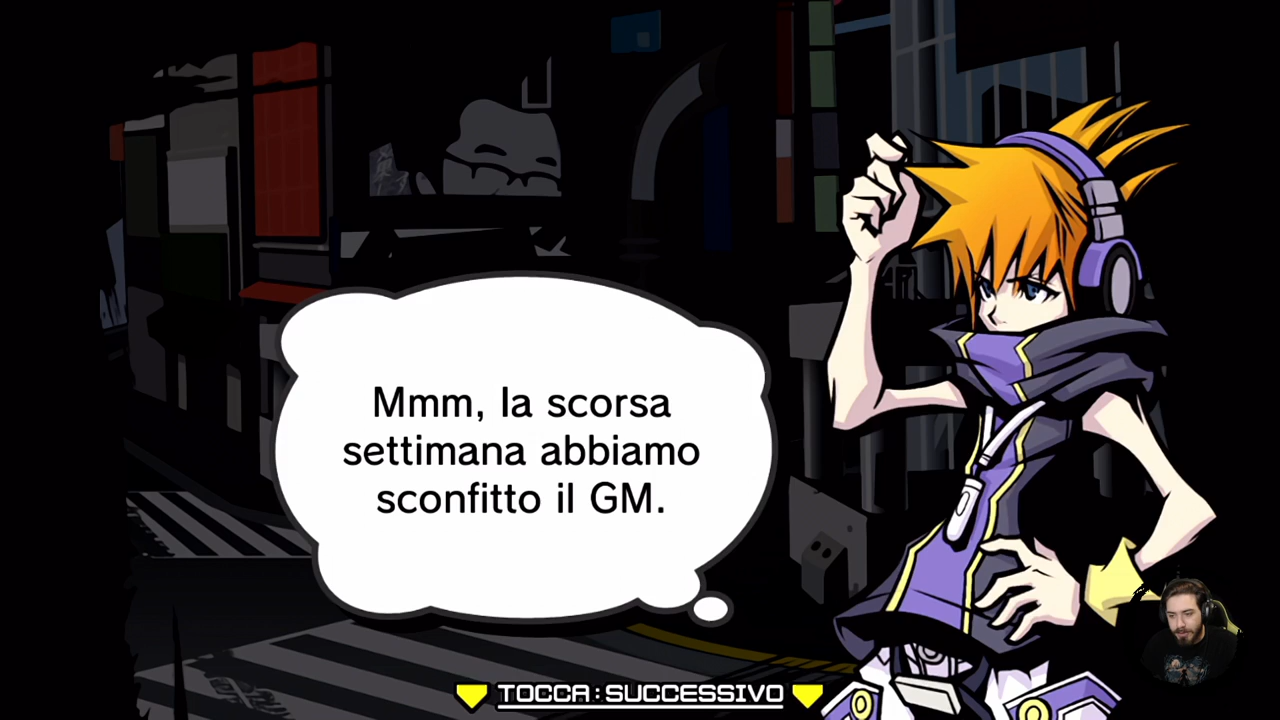 Mmm, la scorsa
settimana abbiamo
sconfitto il GM.
TOCCA:SUCCESSIVO